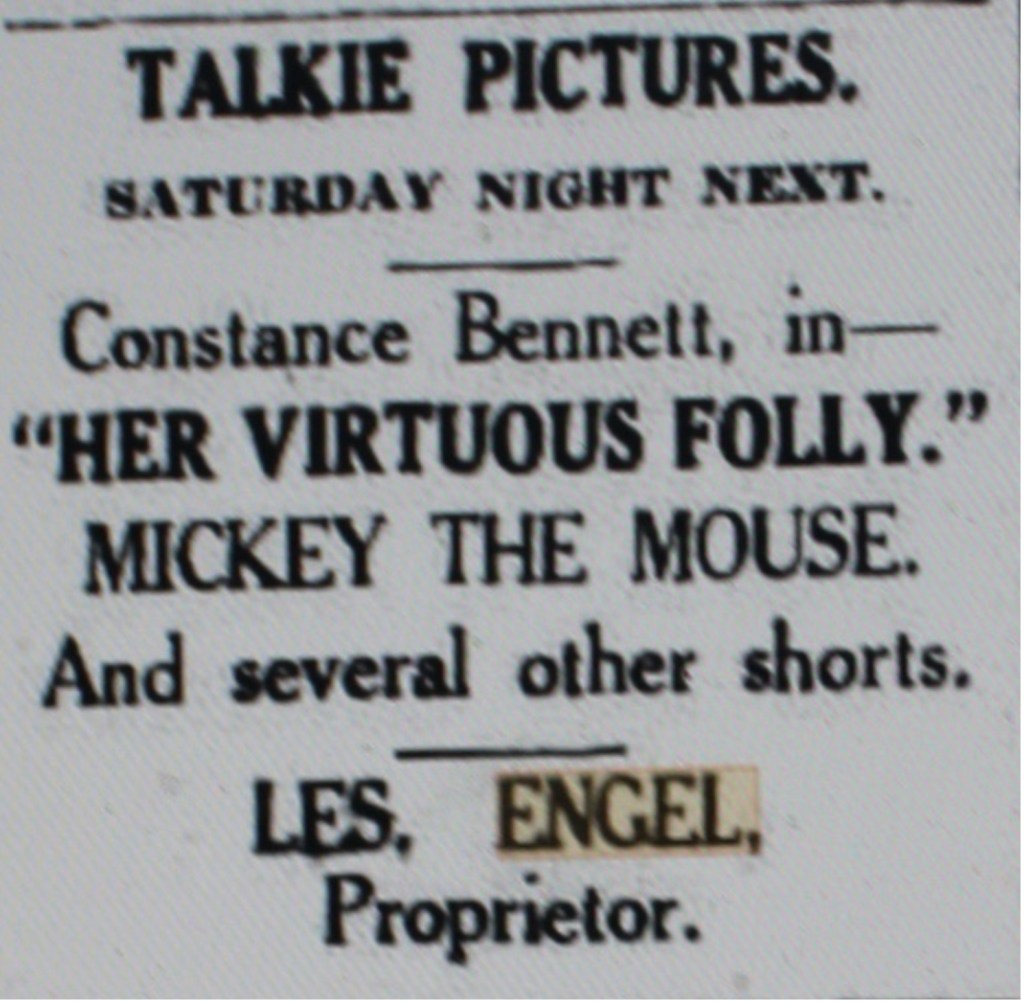 TALKIE PICTURES.
SATURDAY NIGHT NEXT.
Constance Bennett, in—
“HER VIRTUOUS FOLLY.”
MICKEY THE MOUSE.
And several other shorts.
LES. ENGEL,
Proprietor.